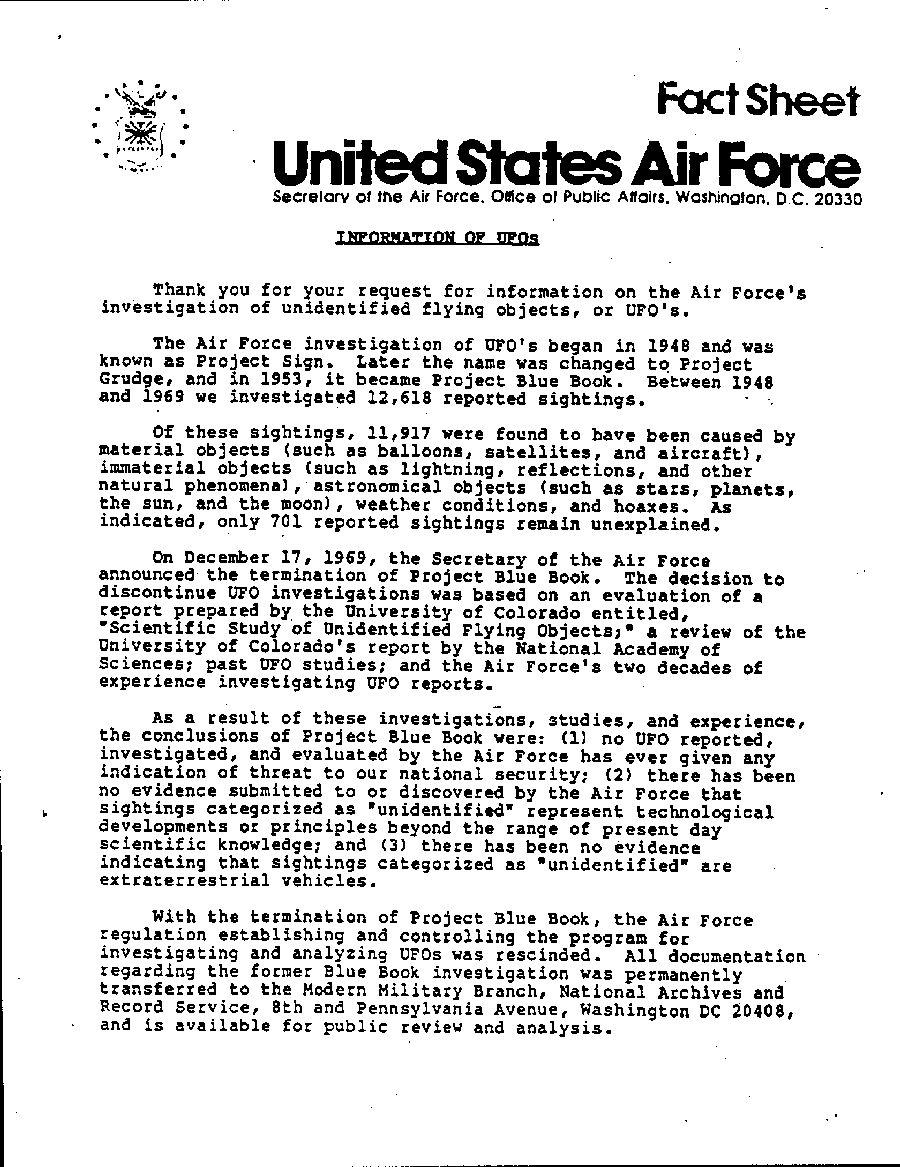 Fact Sheet
United States Air Force
Secretary of the Air Force, Office of Public Affairs, Washington, D.C. 20330
INFORMATION OF UFOs
Thank you for your request for information on the Air Force's
investigation of unidentified flying objects, or UFO's.
The Air Force investigation of UFO's began in 1948 and was
known as Project Sign. Later the name was changed to Project
Grudge, and in 1953, it became Project Blue Book. Between 1948
and 1969 we investigated 12,618 reported sightings.
Of these sightings, 11,917 were found to have been caused by
material objects (such as balloons, satellites, and aircraft),
immaterial objects (such as lightning, reflections, and other
natural phenomena), astronomical objects (such as stars, planets,
the sun, and the moon), weather conditions, and hoaxes. As
indicated, only 701 reported sightings remain unexplained.
On December 17, 1969, the Secretary of the Air Force
announced the termination of Project Blue Book. The decision to
discontinue UFO investigations was based on an evaluation of a
report prepared by the University of Colorado entitled,
"Scientific Study of Unidentified Flying Objects;" a review of the
University of Colorado's report by the National Academy of
Sciences; past UFO studies; and the Air Force's two decades of
experience investigating UFO reports.
As a result of these investigations, studies, and experience,
the conclusions of Project Blue Book were: (1) no UFO reported,
investigated, and evaluated by the Air Force has ever given any
indication of threat to our national security; (2) there has been
no evidence submitted to or discovered by the Air Force that
sightings categorized as "unidentified" represent technological
developments or principles beyond the range of present day
scientific knowledge; and (3) there has been no evidence
indicating that sightings categorized as "unidentified" are
extraterrestrial vehicles.
With the termination of Project Blue Book, the Air Force
regulation establishing and controlling the program for
investigating and analyzing UFOs was rescinded. All documentation
regarding the former Blue Book investigation was permanently
transferred to the Modern Military Branch, National Archives and
Record Service, 8th and Pennsylvania Avenue, Washington DC 20408,
and is available for public review and analysis.